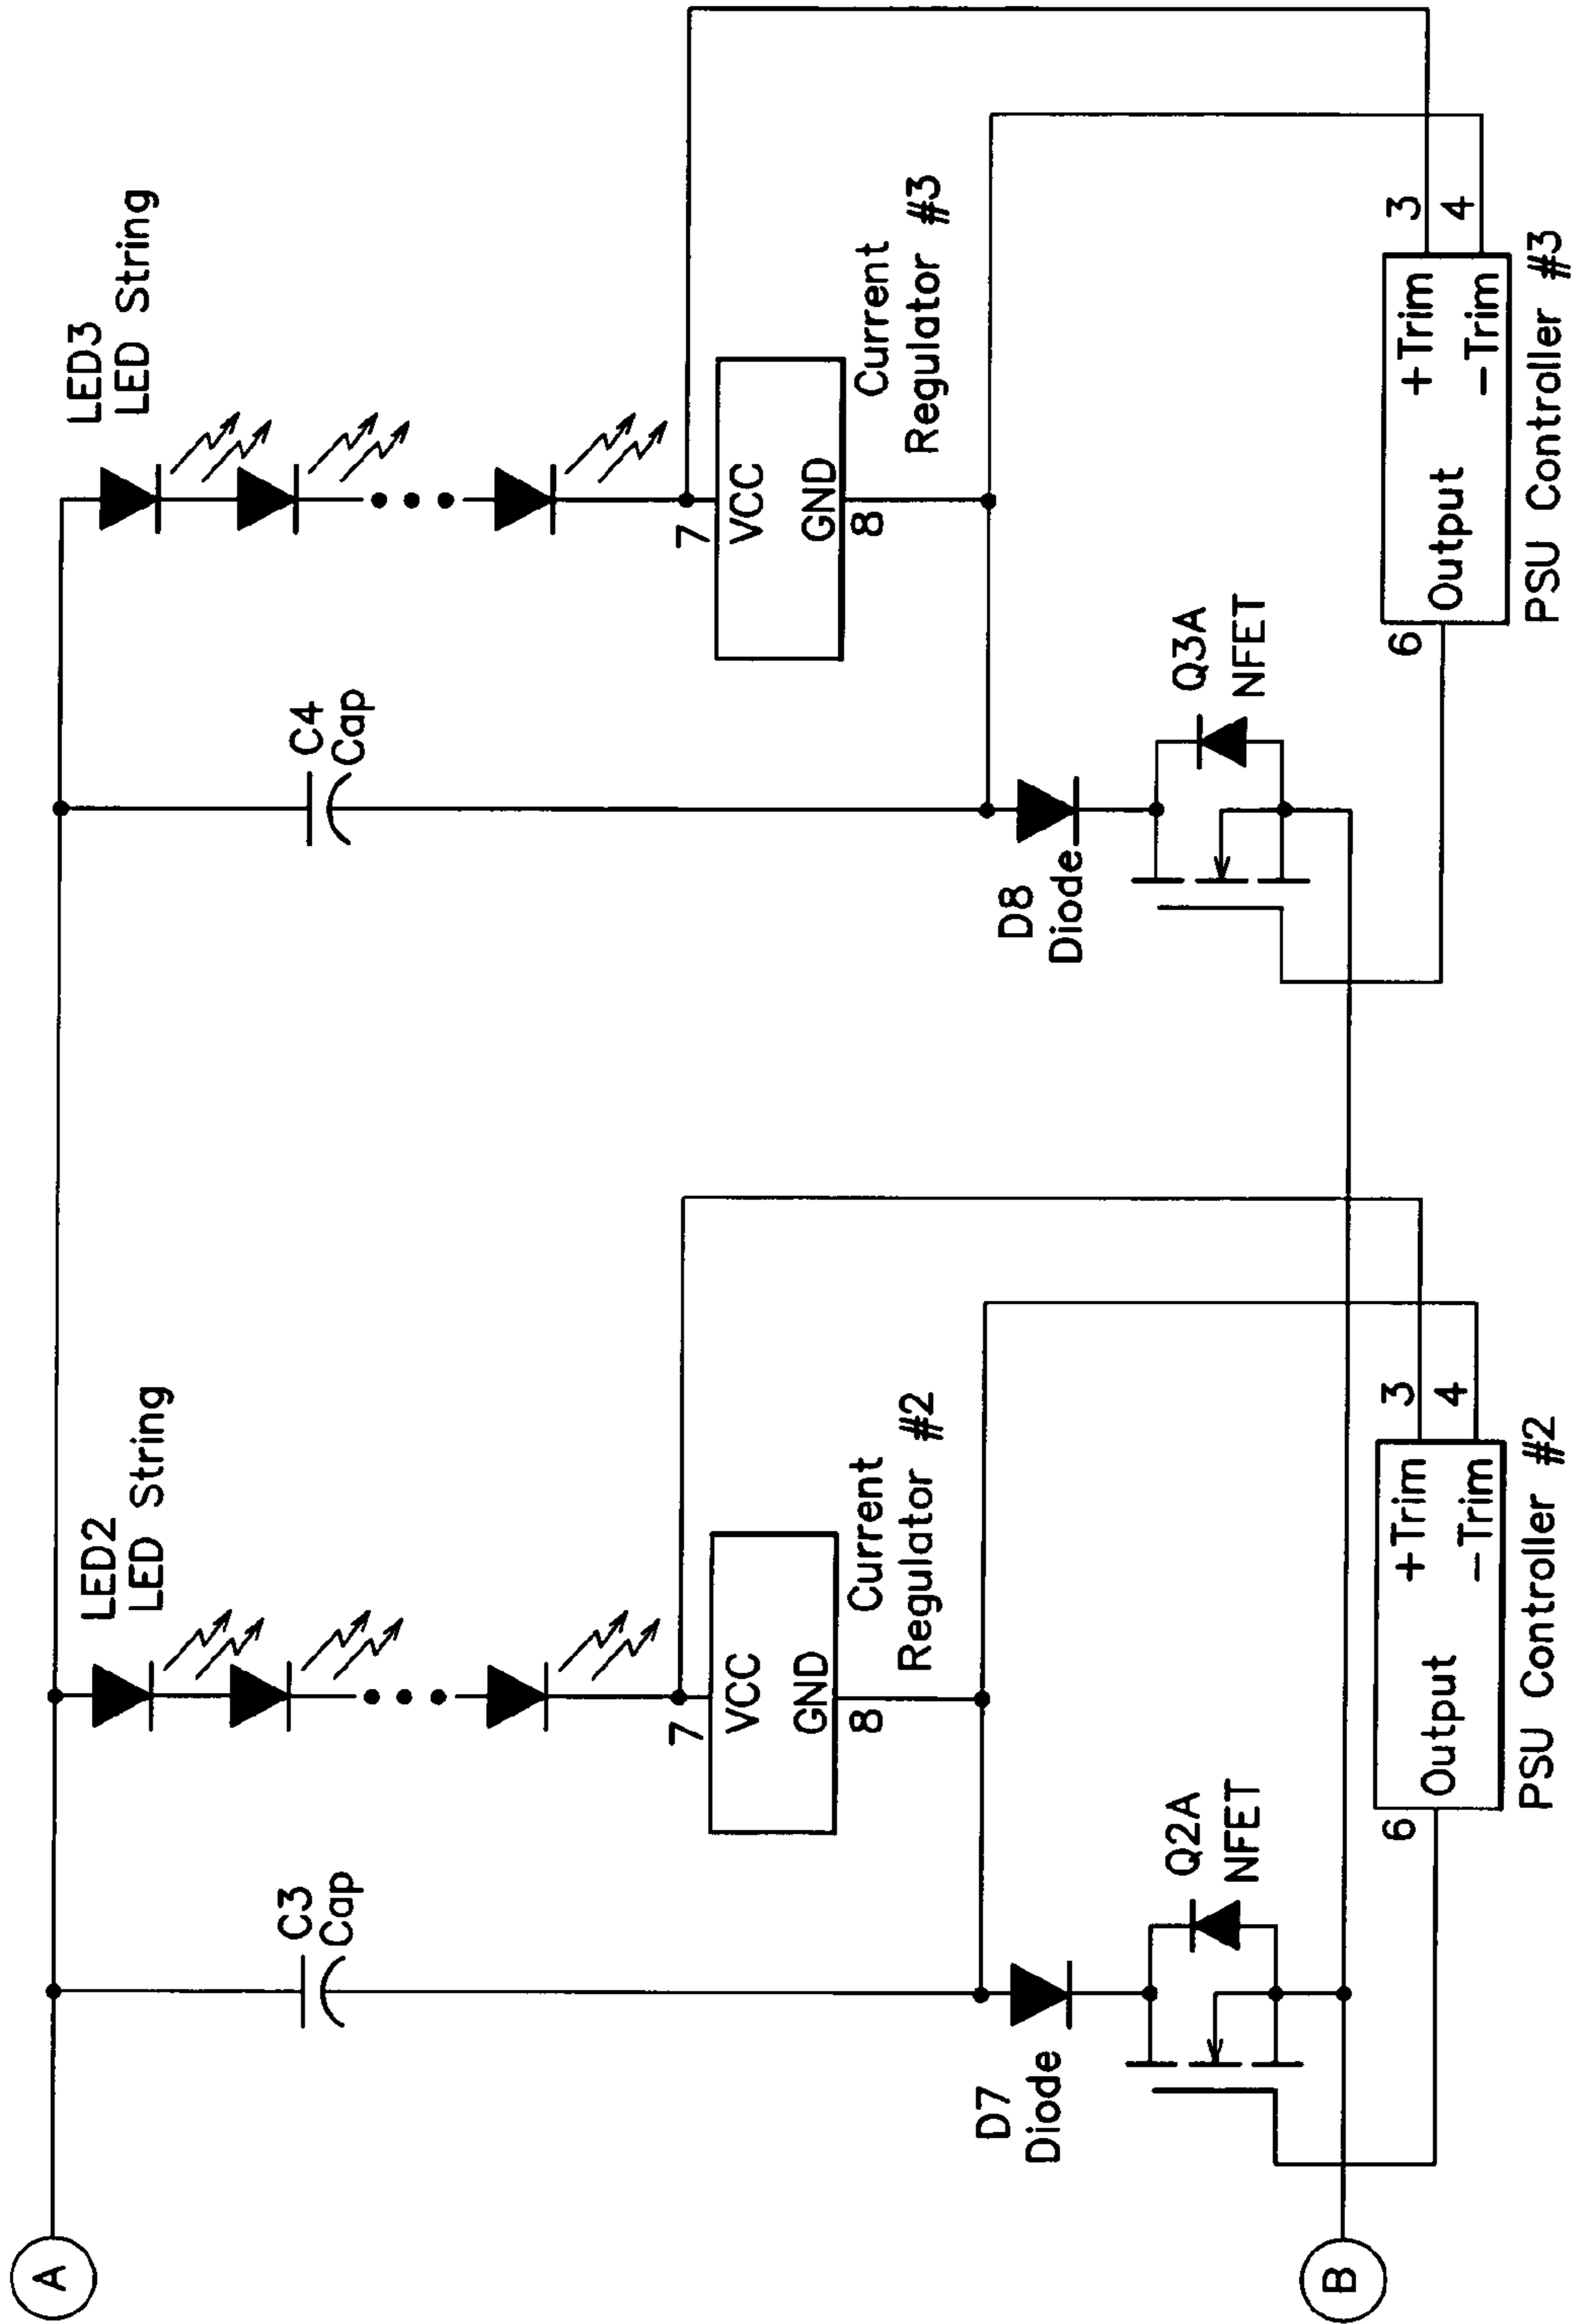 A
B
C3
Cap
LED2
LED String
7
VCC
GND
8
Current
Regulator #2
D7
Diode
Q2A
NFET
6
Output
+Trim
−Trim
3
4
PSU Controller #2
C4
Cap
LED3
LED String
7
VCC
GND
8
Current
Regulator #3
D8
Diode
Q3A
NFET
6
Output
+Trim
−Trim
3
4
PSU Controller #3